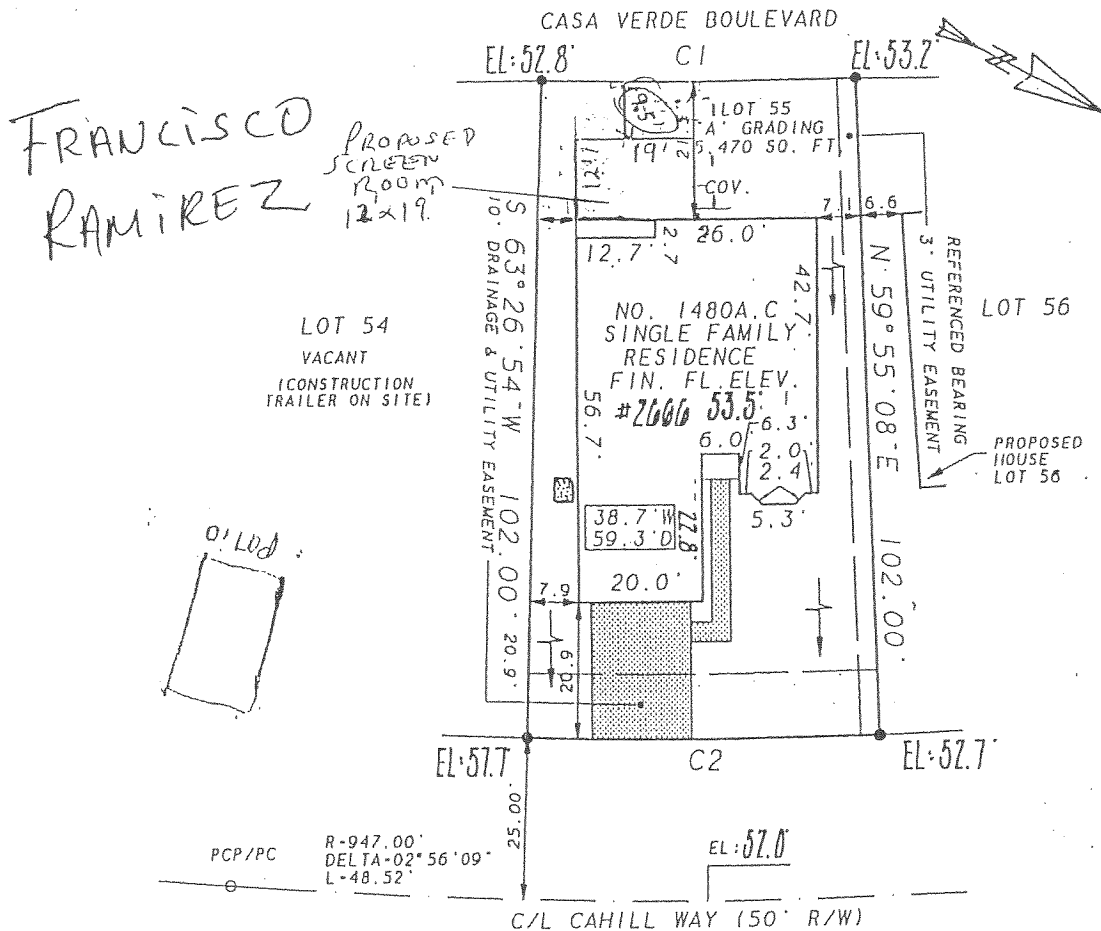 CASA VERDE BOULEVARD
EL:52.8'
C1
EL:53.2'
FRANCISCO
RAMIREZ
PROPOSED
SCREEN
ROOM
12x19.
9.5'
19'
LOT 55
'A' GRADING
5,470 SQ. FT.
COV.
12.7'
2.7
26.0'
7.1
6.6
S 63°26'54"W 102.00'
10' DRAINAGE & UTILITY EASEMENT
N 59°55'08"E 102.00'
REFERENCED BEARING
3' UTILITY EASEMENT
LOT 54
VACANT
(CONSTRUCTION
TRAILER ON SITE)
LOT 56
NO. 1480A.C
SINGLE FAMILY
RESIDENCE
FIN. FL.ELEV.
#2666 53.5'
42.7'
56.7'
6.0'
6.3'
2.0'
2.4'
5.3'
PROPOSED
HOUSE
LOT 56
38.7'W
59.3'D
22.8'
20.0'
7.9
20.9
20.9'
Patio
EL:52.7'
C2
EL:52.7'
25.00'
PCP/PC
R-947.00'
DELTA-02°56'09"
L-48.52'
EL:52.0'
C/L CAHILL WAY (50' R/W)